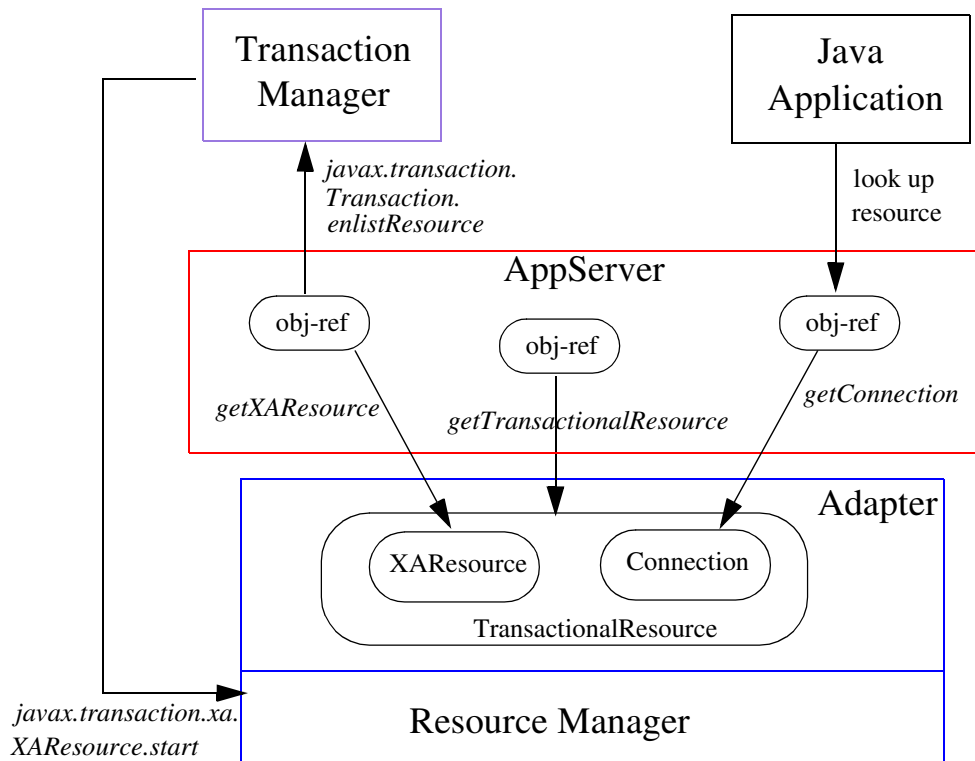 Transaction
Manager
Java
Application
javax.transaction.
Transaction.
enlistResource
look up
resource
AppServer
obj-ref
obj-ref
obj-ref
getXAResource
getTransactionalResource
getConnection
Adapter
XAResource
Connection
TransactionalResource
javax.transaction.xa.
XAResource.start
Resource Manager